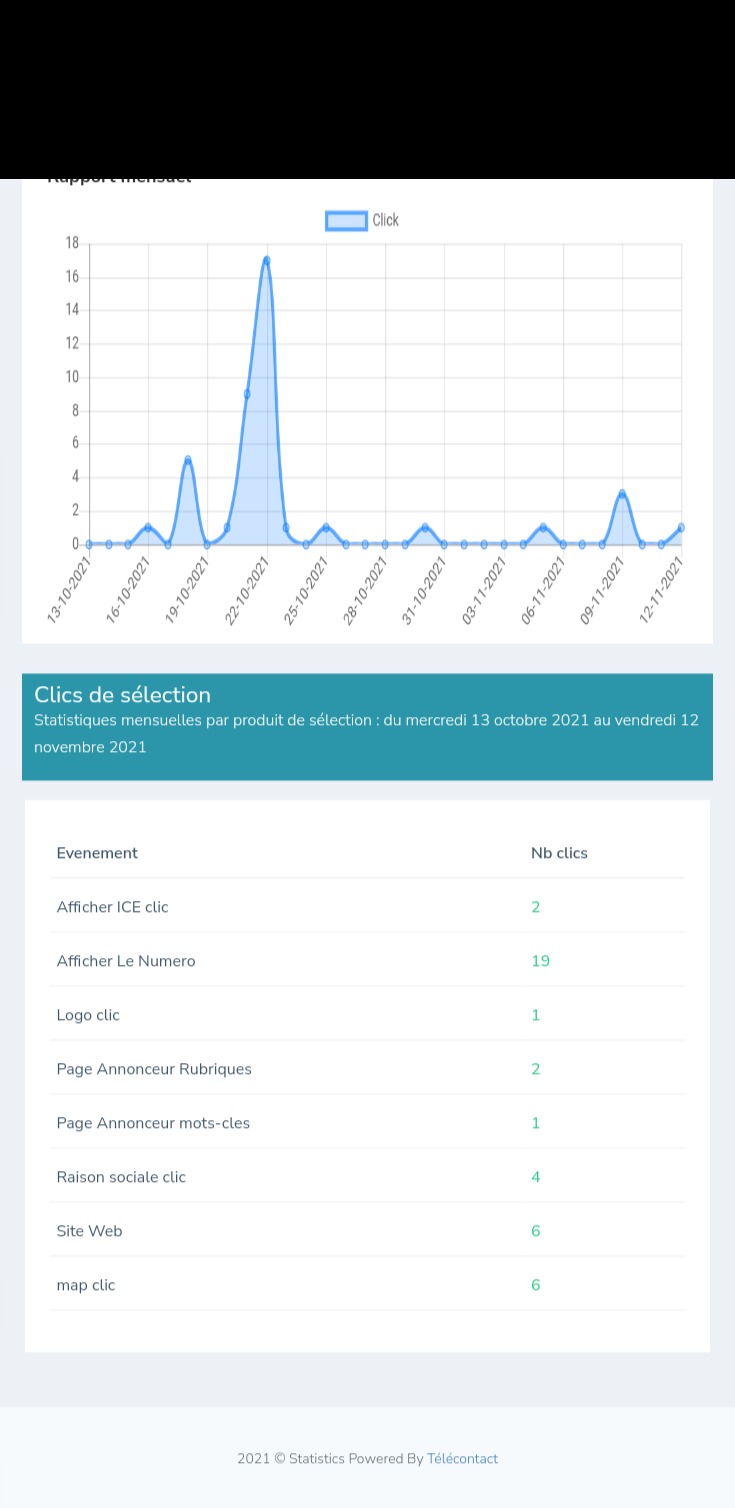 Rapport mensuel
Click
18
16
14
12
10
8
6
4
2
0
13-10-2021
16-10-2021
19-10-2021
22-10-2021
25-10-2021
28-10-2021
31-10-2021
03-11-2021
06-11-2021
09-11-2021
12-11-2021
Clics de sélection
Statistiques mensuelles par produit de sélection : du mercredi 13 octobre 2021 au vendredi 12
novembre 2021
Evenement Nb clics
Afficher ICE clic 2
Afficher Le Numero 19
Logo clic 1
Page Annonceur Rubriques 2
Page Annonceur mots-cles 1
Raison sociale clic 4
Site Web 6
map clic 6
2021 © Statistics Powered By Télécontact